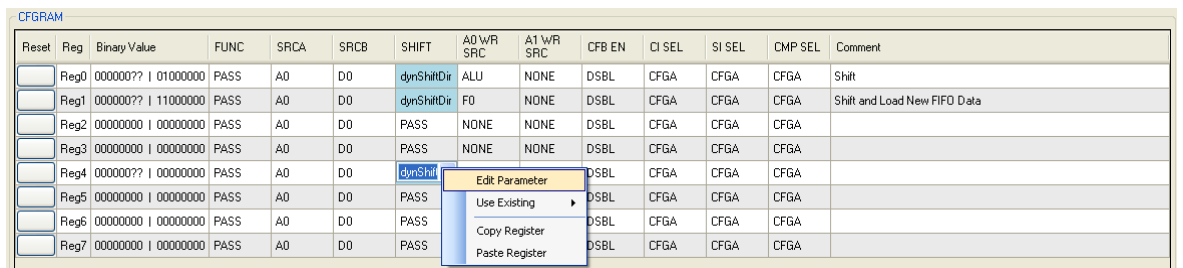 CFGRAM
Reset Reg Binary Value FUNC SRCA SRCB SHIFT A0 WR SRC A1 WR SRC CFB EN CI SEL SI SEL CMP SEL Comment
Reg0 000000?? | 01000000 PASS A0 D0 dynShiftDir ALU NONE DSBL CFGA CFGA CFGA Shift
Reg1 000000?? | 11000000 PASS A0 D0 dynShiftDir F0 NONE DSBL CFGA CFGA CFGA Shift and Load New FIFO Data
Reg2 00000000 | 00000000 PASS A0 D0 PASS NONE NONE DSBL CFGA CFGA CFGA
Reg3 00000000 | 00000000 PASS A0 D0 PASS NONE NONE DSBL CFGA CFGA CFGA
Reg4 000000?? | 00000000 PASS A0 D0 dynShift DSBL CFGA CFGA CFGA
Edit Parameter
Reg5 00000000 | 00000000 PASS A0 D0 PASS DSBL CFGA CFGA CFGA
Use Existing
Reg6 00000000 | 00000000 PASS A0 D0 PASS DSBL CFGA CFGA CFGA
Copy Register
Reg7 00000000 | 00000000 PASS A0 D0 PASS DSBL CFGA CFGA CFGA
Paste Register